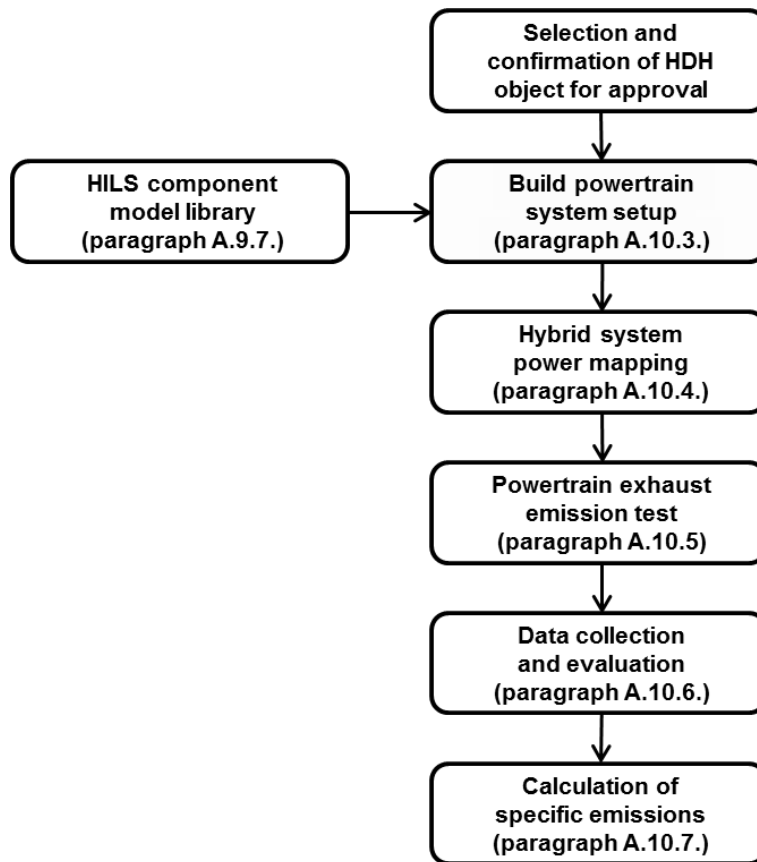 Selection and
confirmation of HDH
object for approval
HILS component
model library
(paragraph A.9.7.)
Build powertrain
system setup
(paragraph A.10.3.)
Hybrid system
power mapping
(paragraph A.10.4.)
Powertrain exhaust
emission test
(paragraph A.10.5)
Data collection
and evaluation
(paragraph A.10.6.)
Calculation of
specific emissions
(paragraph A.10.7.)